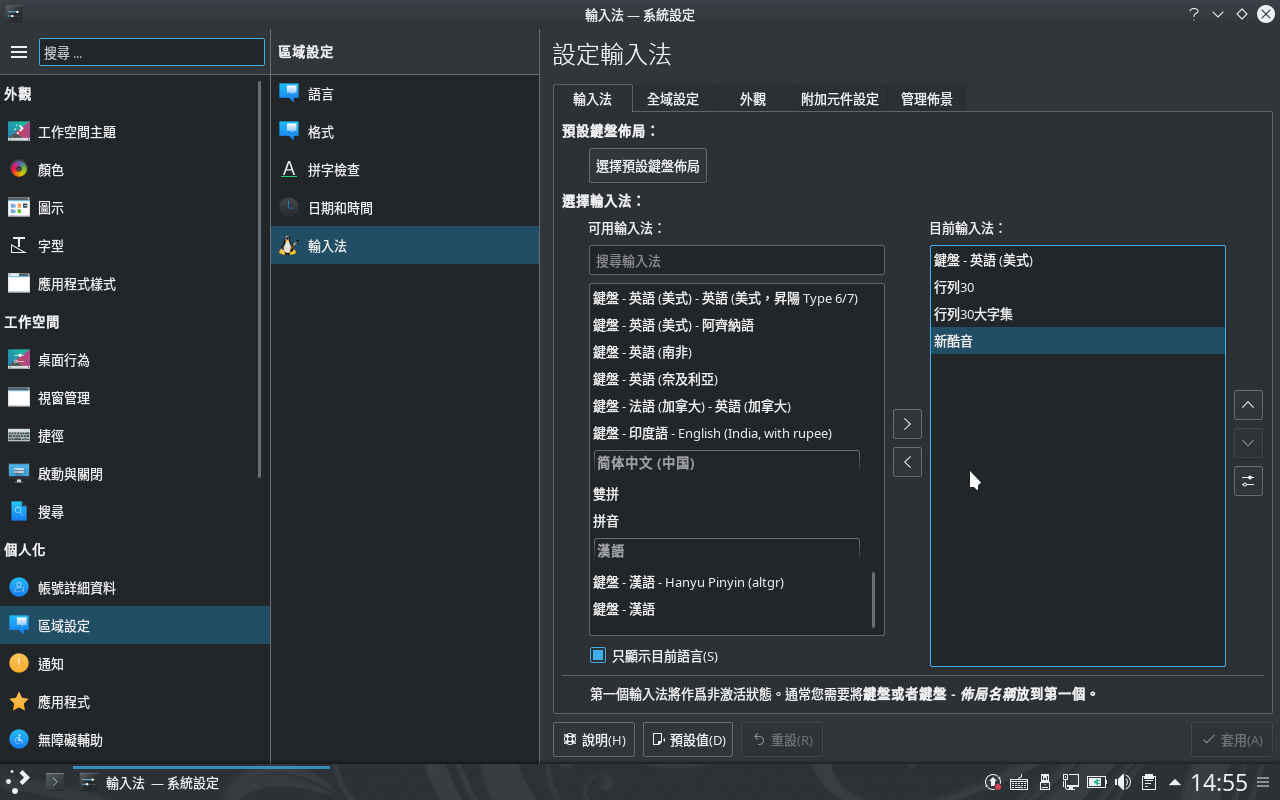 輸入法 — 系統設定
搜尋 ...
外觀
工作空間主題
顏色
圖示
字型
應用程式樣式
工作空間
桌面行為
視窗管理
捷徑
啟動與關閉
搜尋
個人化
帳號詳細資料
區域設定
通知
應用程式
無障礙輔助
區域設定
語言
格式
拼字檢查
日期和時間
輸入法
設定輸入法
輸入法
全域設定
外觀
附加元件設定
管理佈景
預設鍵盤佈局：
選擇預設鍵盤佈局
選擇輸入法：
可用輸入法：
搜尋輸入法
鍵盤 - 英語 (美式) - 英語 (美式，昇陽 Type 6/7)
鍵盤 - 英語 (美式) - 阿齊納語
鍵盤 - 英語 (南非)
鍵盤 - 英語 (奈及利亞)
鍵盤 - 法語 (加拿大) - 英語 (加拿大)
鍵盤 - 印度語 - English (India, with rupee)
简体中文 (中国)
雙拼
拼音
漢語
鍵盤 - 漢語 - Hanyu Pinyin (altgr)
鍵盤 - 漢語
只顯示目前語言(S)
目前輸入法：
鍵盤 - 英語 (美式)
行列30
行列30大字集
新酷音
第一個輸入法將作爲非激活狀態。通常您需要將鍵盤或者鍵盤 - 佈局名稱放到第一個。
說明(H)
預設值(D)
重設(R)
套用(A)
輸入法 — 系統設定
14:55